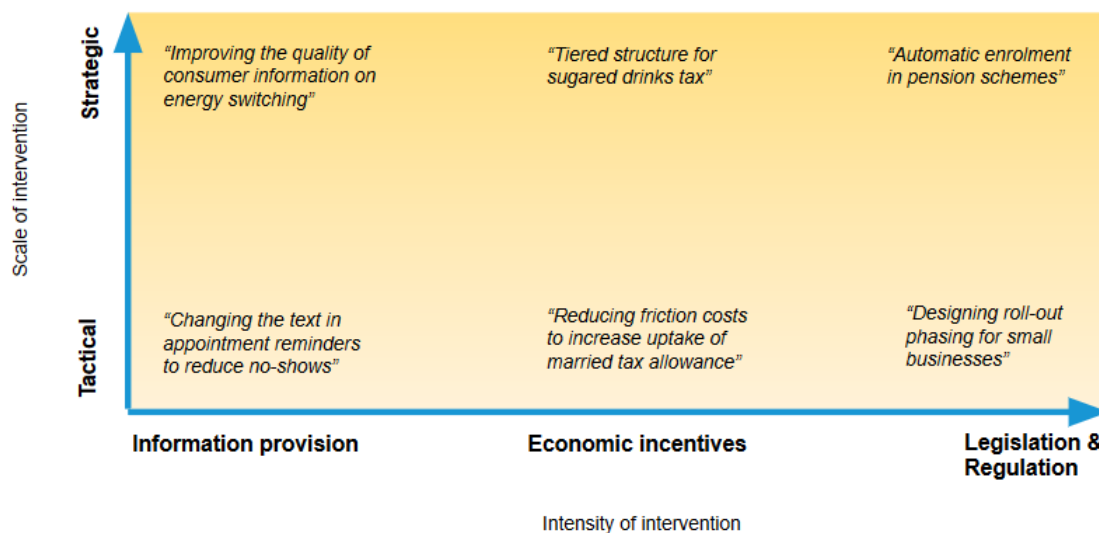 Scale of intervention
Strategic
“Improving the quality of
consumer information on
energy switching”
“Tiered structure for
sugared drinks tax”
“Automatic enrolment
in pension schemes”
Tactical
“Changing the text in
appointment reminders
to reduce no-shows”
“Reducing friction costs
to increase uptake of
married tax allowance”
“Designing roll-out
phasing for small
businesses”
Information provision
Economic incentives
Legislation &
Regulation
Intensity of intervention